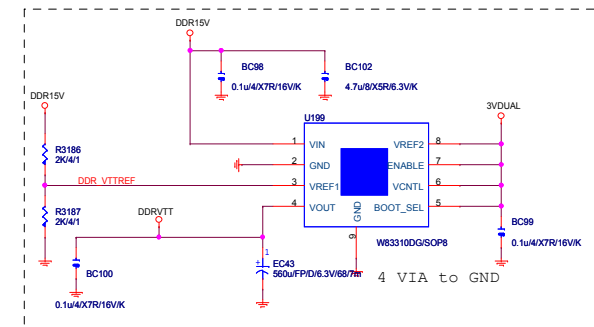 DDR15V
BC98
0.1u/4/X7R/16V/K
BC102
4.7u/8/X5R/6.3V/K
DDR15V
3VDUAL
U199
R3186
2K/4/1
1 VIN VREF2 8
2 GND ENABLE 7
DDR_VTTREF 3 VREF1 VCNTL 6
4 VOUT BOOT_SEL 5
GND
9
R3187
2K/4/1
DDRVTT
W83310DG/SOP8
BC99
0.1u/4/X7R/16V/K
1
+
EC43
560u/FP/D/6.3V/68/7m
BC100
0.1u/4/X7R/16V/K
4 VIA to GND